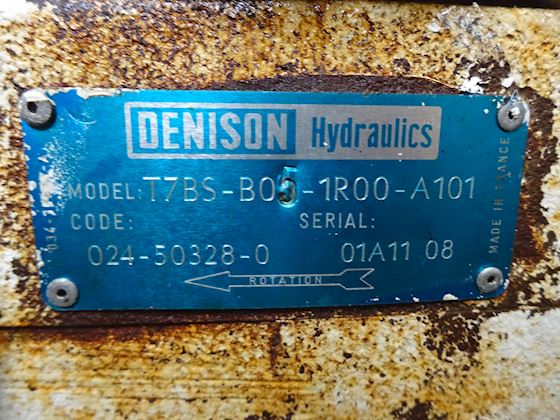 DENISON Hydraulics
MODEL: T7BS-B05-1R00-A101
CODE: SERIAL:
024-50328-0 01A11 08
ROTATION
MADE IN FRANCE